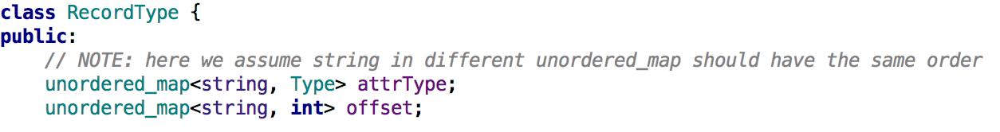 class RecordType {
public:
    // NOTE: here we assume string in different unordered_map should have the same order
    unordered_map<string, Type> attrType;
    unordered_map<string, int> offset;